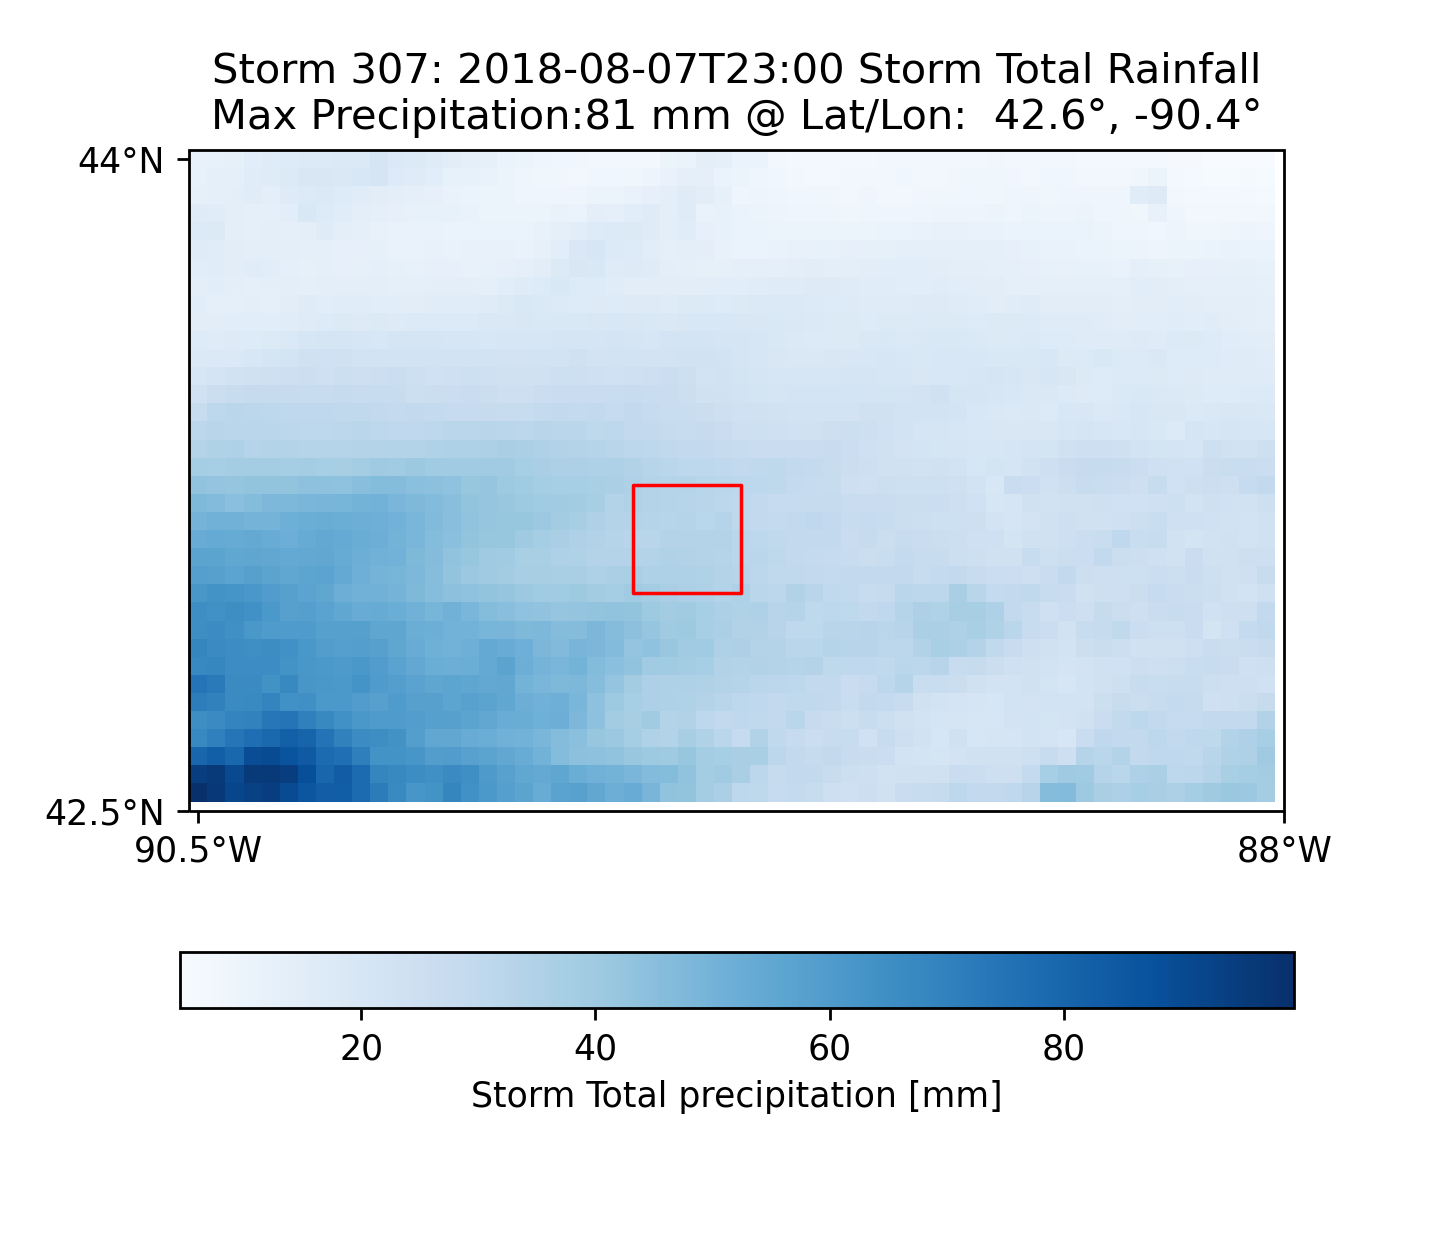 Storm 307: 2018-08-07T23:00 Storm Total Rainfall
Max Precipitation:81 mm @ Lat/Lon:  42.6°, -90.4°
44°N
42.5°N
90.5°W 88°W
20 40 60 80
Storm Total precipitation [mm]